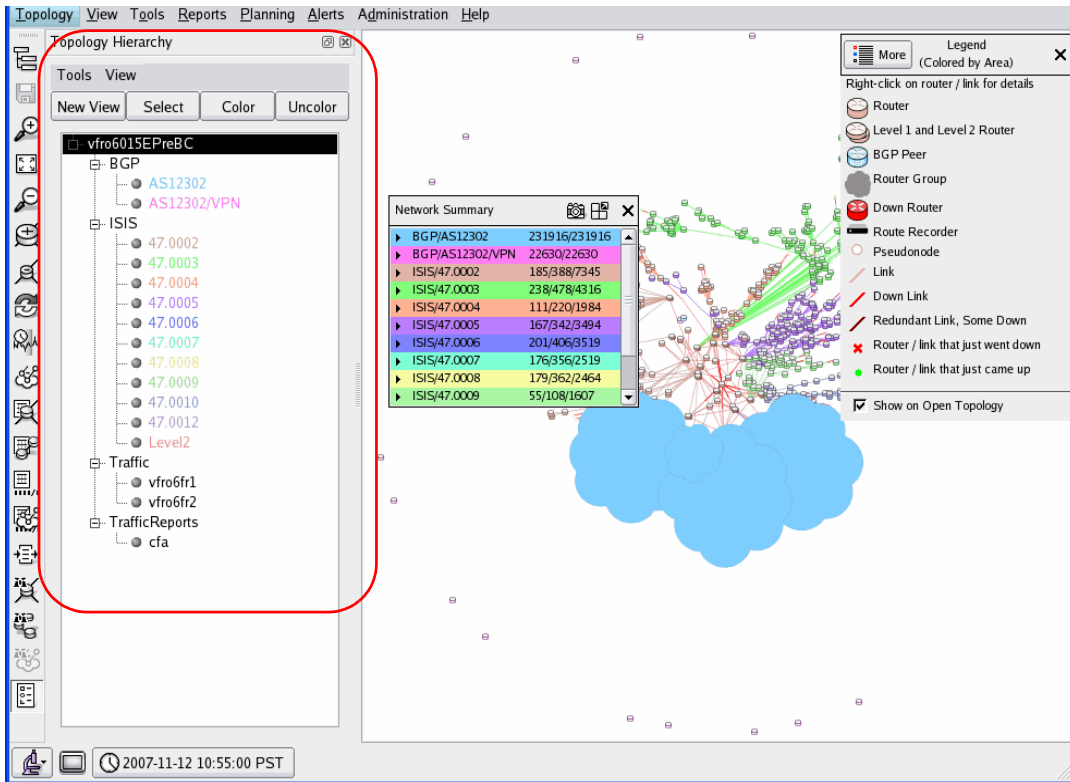 Topology View Tools Reports Planning Alerts Administration Help
Topology Hierarchy
Tools View
New View Select Color Uncolor
vfro6015EPreBC
BGP
AS12302
AS12302/VPN
ISIS
47.0002
47.0003
47.0004
47.0005
47.0006
47.0007
47.0008
47.0009
47.0010
47.0012
Level2
Traffic
vfro6fr1
vfro6fr2
TrafficReports
cfa
Network Summary
BGP/AS12302 231916/231916
BGP/AS12302/VPN 22630/22630
ISIS/47.0002 185/388/7345
ISIS/47.0003 238/478/4316
ISIS/47.0004 111/220/1984
ISIS/47.0005 167/342/3494
ISIS/47.0006 201/406/3519
ISIS/47.0007 176/356/2519
ISIS/47.0008 179/362/2464
ISIS/47.0009 55/108/1607
More
Legend
(Colored by Area)
Right-click on router / link for details
Router
Level 1 and Level 2 Router
BGP Peer
Router Group
Down Router
Route Recorder
Pseudonode
Link
Down Link
Redundant Link, Some Down
Router / link that just went down
Router / link that just came up
Show on Open Topology
2007-11-12 10:55:00 PST